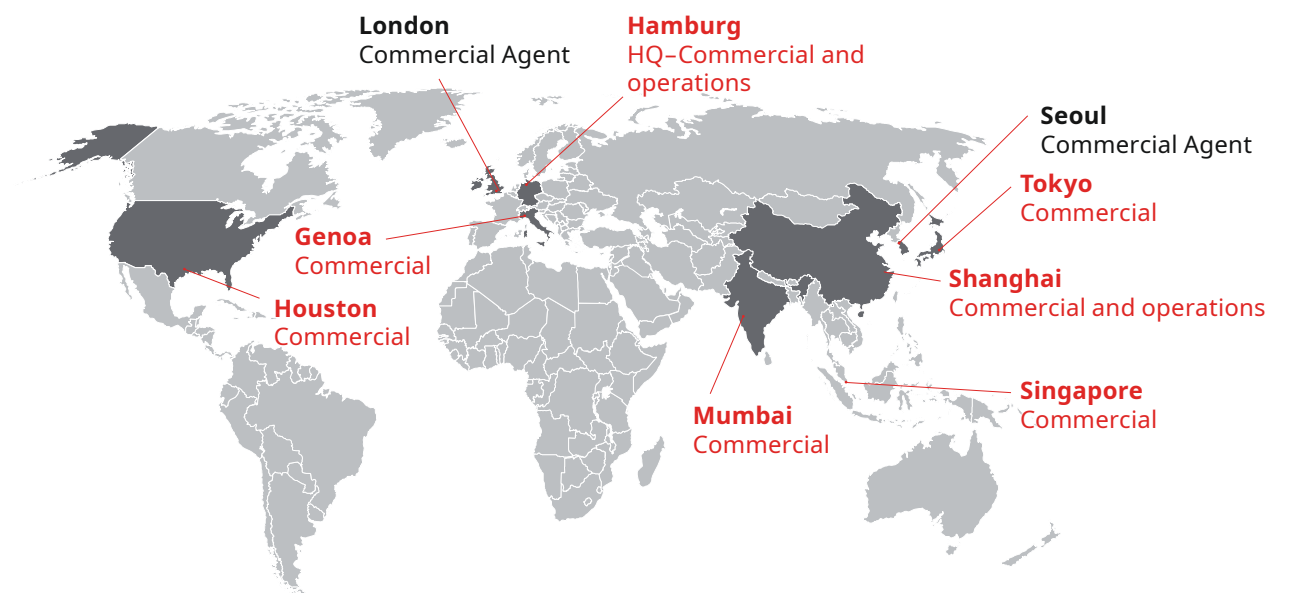 London
Commercial Agent
Hamburg
HQ–Commercial and
operations
Seoul
Commercial Agent
Tokyo
Commercial
Genoa
Commercial
Shanghai
Commercial and operations
Houston
Commercial
Singapore
Commercial
Mumbai
Commercial